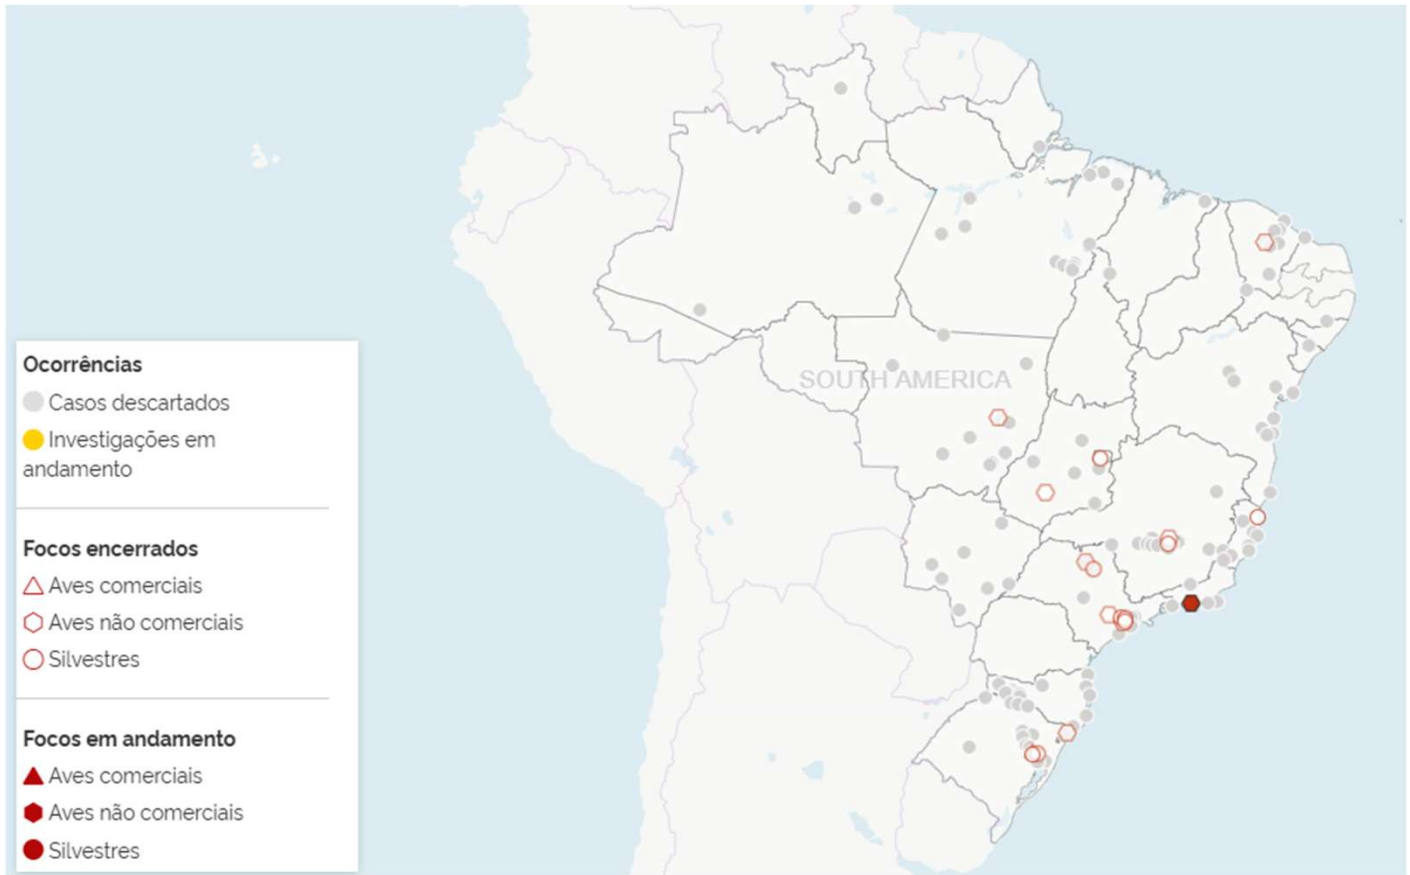 SOUTH AMERICA
Ocorrências
Casos descartados
Investigações em
andamento
Focos encerrados
Aves comerciais
Aves não comerciais
Silvestres
Focos em andamento
Aves comerciais
Aves não comerciais
Silvestres